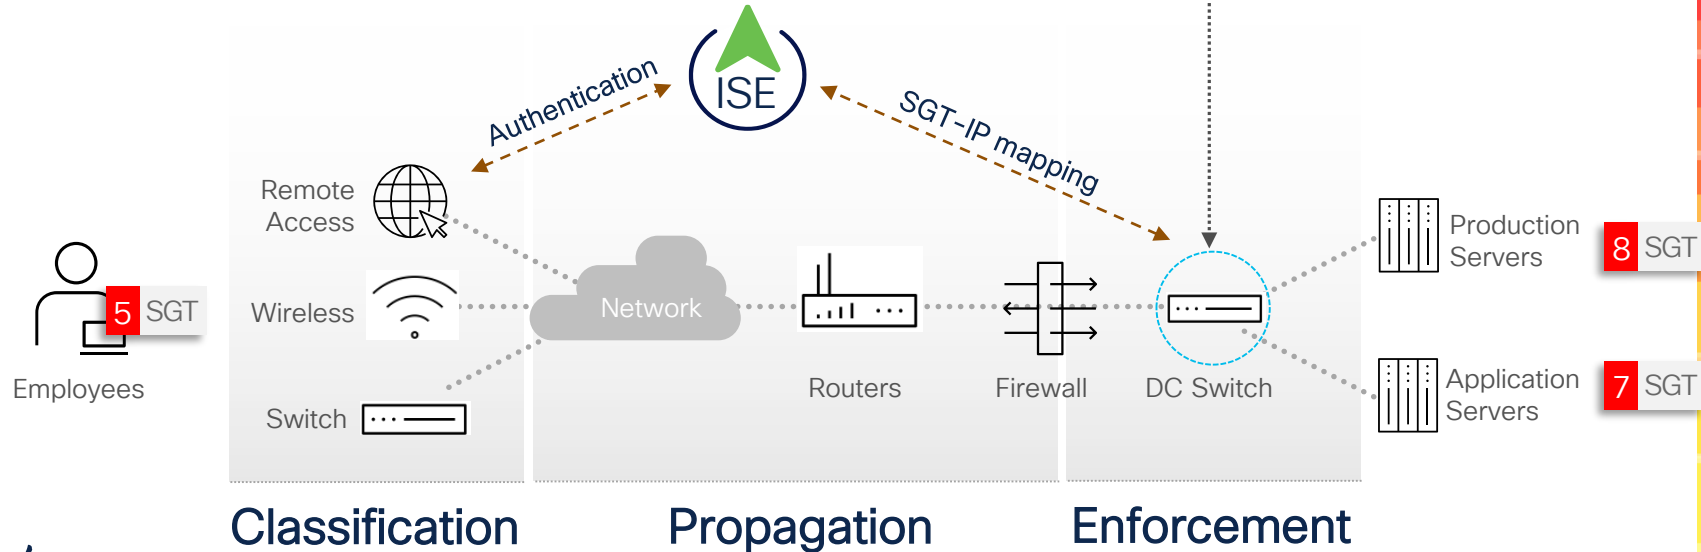 ISE
Authentication
SGT-IP mapping
Remote
Access
Wireless
Switch
5 SGT
Employees
Network
Routers
Firewall
DC Switch
Production
Servers
8 SGT
Application
Servers
7 SGT
Classification
Propagation
Enforcement